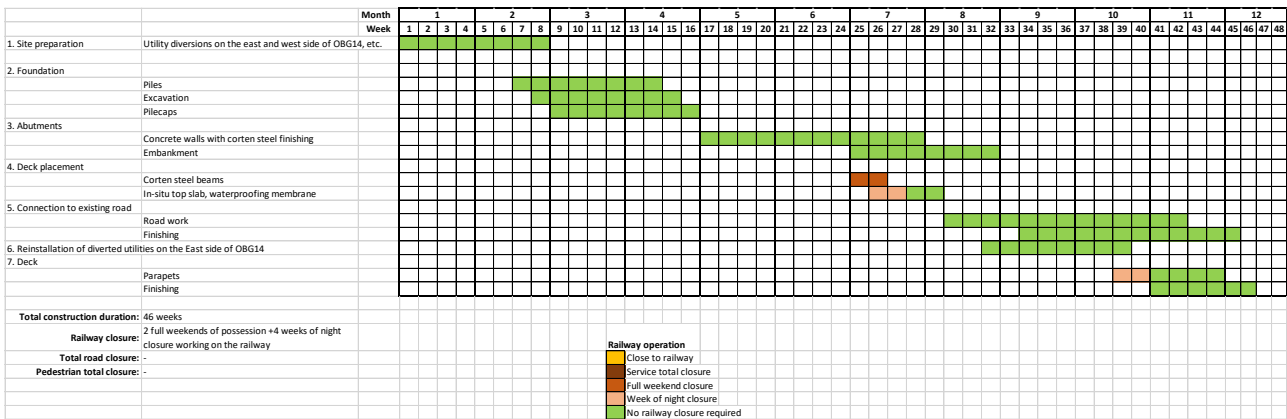 Month 1 2 3 4 5 6 7 8 9 10 11 12
Week 1 2 3 4 5 6 7 8 9 10 11 12 13 14 15 16 17 18 19 20 21 22 23 24 25 26 27 28 29 30 31 32 33 34 35 36 37 38 39 40 41 42 43 44 45 46 47 48
1. Site preparation Utility diversions on the east and west side of OBG14, etc.
2. Foundation
Piles
Excavation
Pilecaps
3. Abutments
Concrete walls with corten steel finishing
Embankment
4. Deck placement
Corten steel beams
In-situ top slab, waterproofing membrane
5. Connection to existing road
Road work
Finishing
6. Reinstallation of diverted utilities on the East side of OBG14
7. Deck
Parapets
Finishing
Total construction duration: 46 weeks
Railway closure: 2 full weekends of possession +4 weeks of night
closure working on the railway
Total road closure: -
Pedestrian total closure: -
Railway operation
Close to railway
Service total closure
Full weekend closure
Week of night closure
No railway closure required